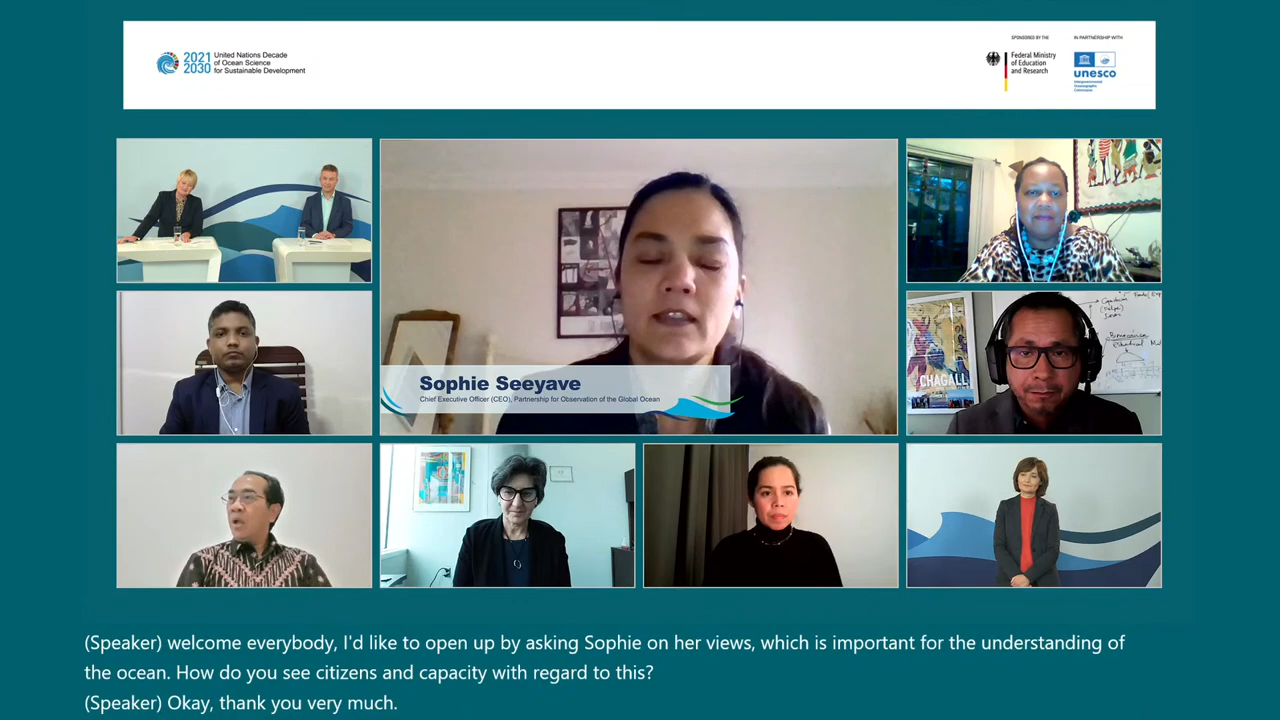 2021
2030
United Nations Decade
of Ocean Science
for Sustainable Development
SPONSORED BY THE
Federal Ministry
of Education
and Research
IN PARTNERSHIP WITH
unesco
Intergovernmental
Oceanographic
Commission
CHAGALL
Sophie Seeyave
Chief Executive Officer (CEO), Partnership for Observation of the Global Ocean
(Speaker) welcome everybody, I'd like to open up by asking Sophie on her views, which is important for the understanding of
the ocean. How do you see citizens and capacity with regard to this?
(Speaker) Okay, thank you very much.